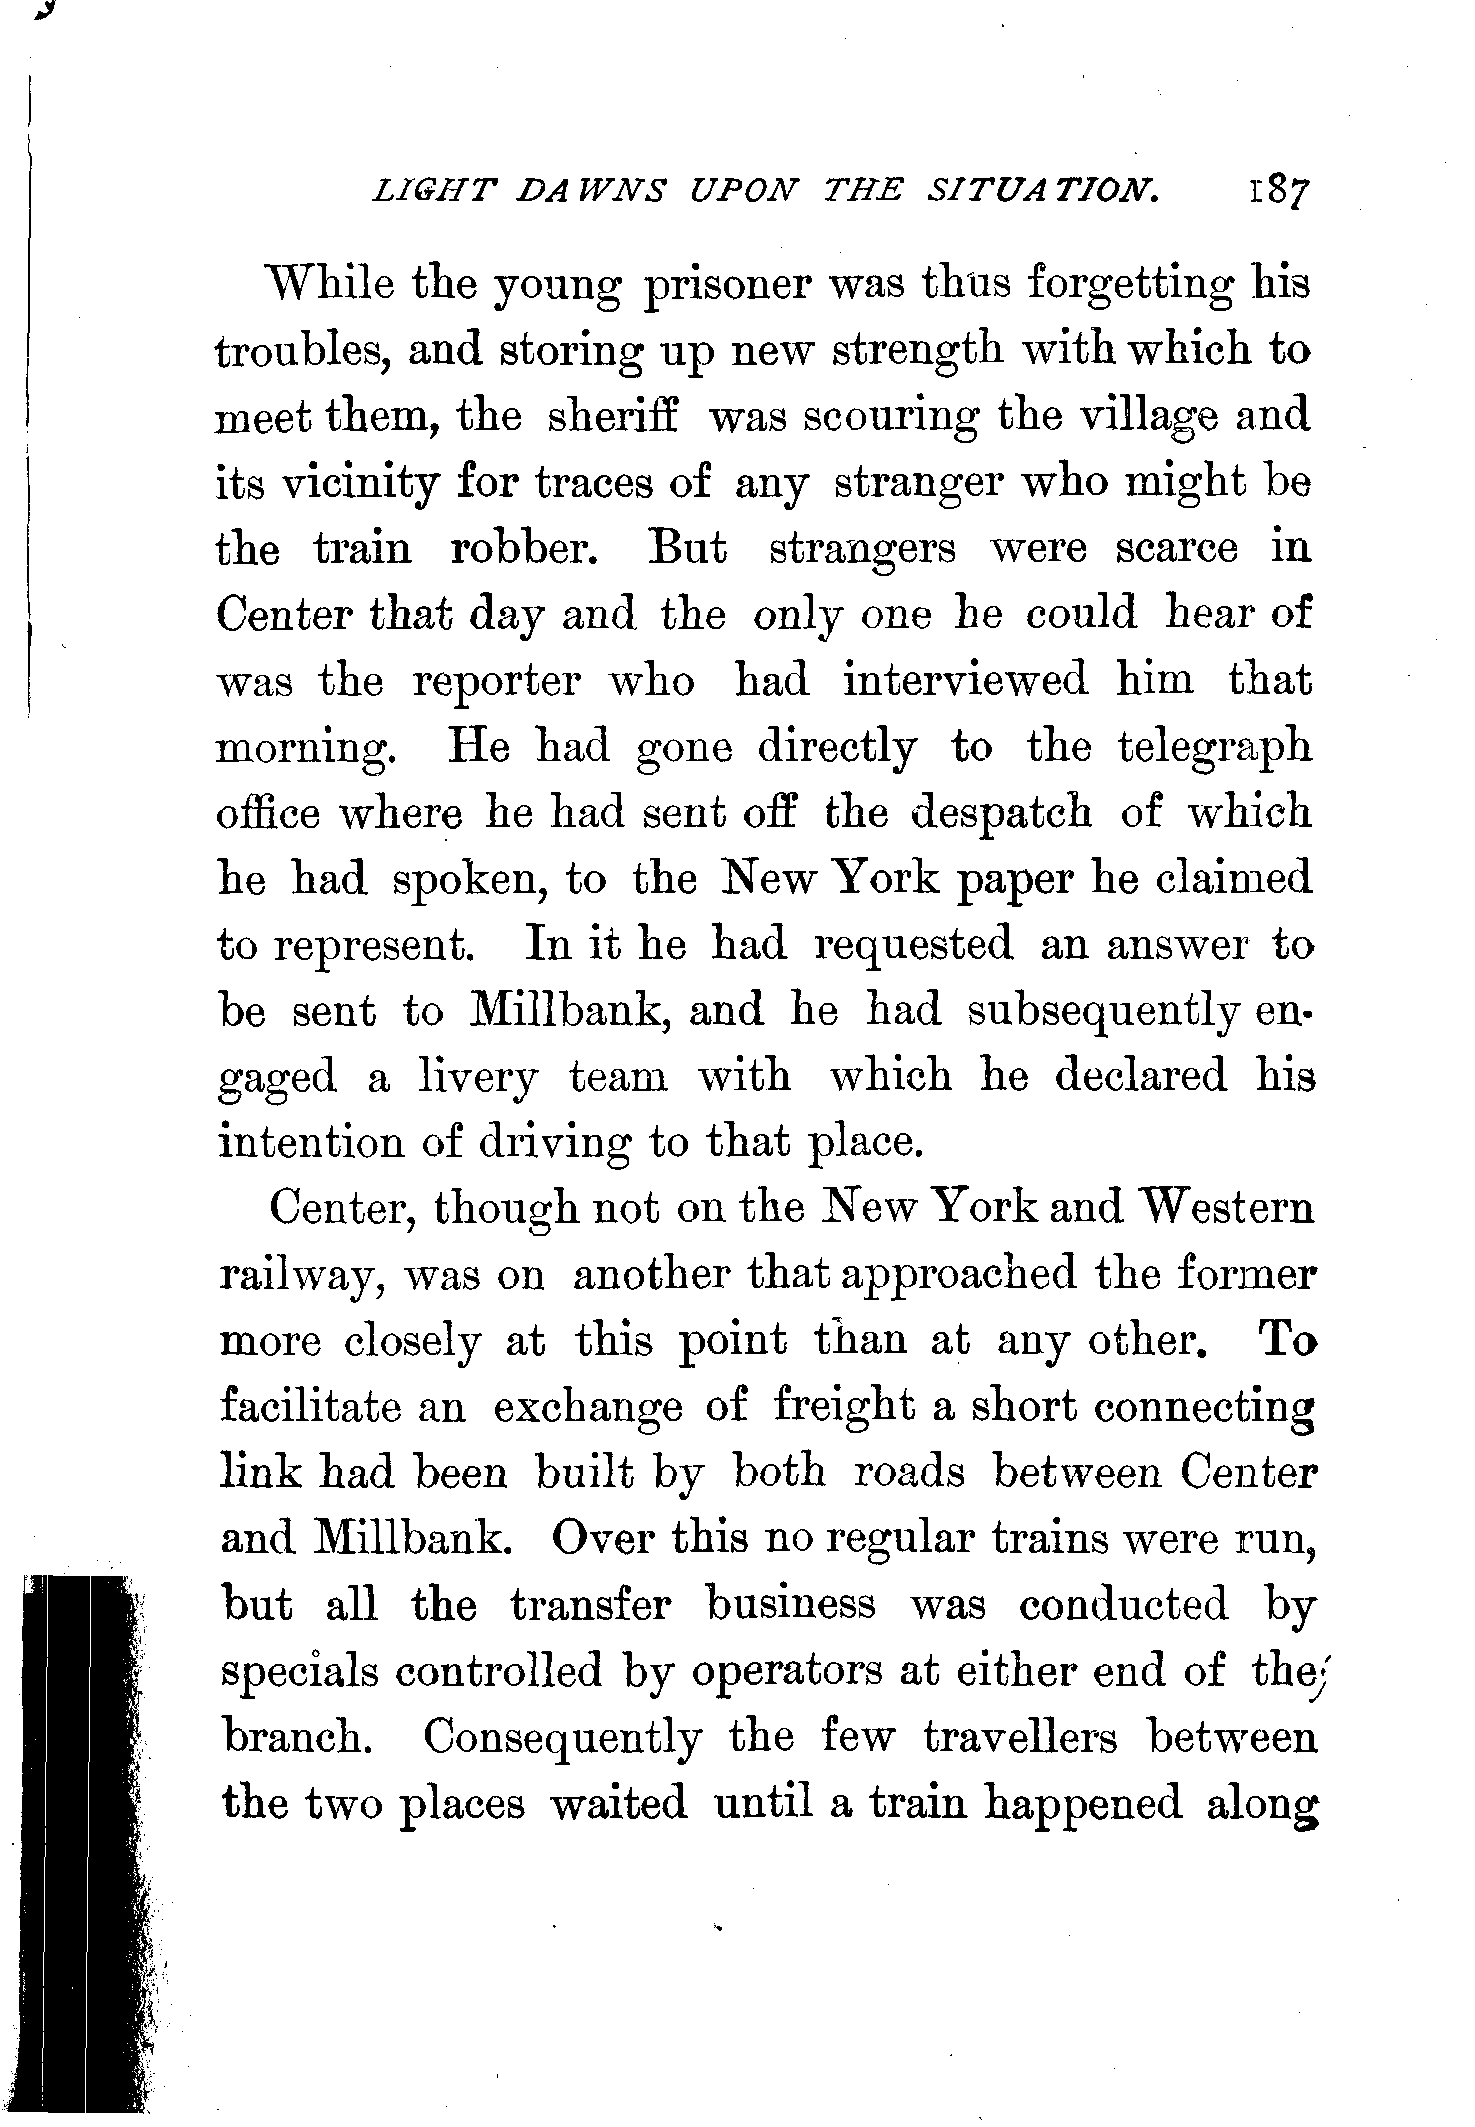 LIGHT DAWNS UPON THE SITUATION. 187
While the young prisoner was thus forgetting his
troubles, and storing up new strength with which to
meet them, the sheriff was scouring the village and
its vicinity for traces of any stranger who might be
the train robber. But strangers were scarce in
Center that day and the only one he could hear of
was the reporter who had interviewed him that
morning. He had gone directly to the telegraph
office where he had sent off the despatch of which
he had spoken, to the New York paper he claimed
to represent. In it he had requested an answer to
be sent to Millbank, and he had subsequently en-
gaged a livery team with which he declared his
intention of driving to that place.
Center, though not on the New York and Western
railway, was on another that approached the former
more closely at this point than at any other. To
facilitate an exchange of freight a short connecting
link had been built by both roads between Center
and Millbank. Over this no regular trains were run,
but all the transfer business was conducted by
specials controlled by operators at either end of the
branch. Consequently the few travellers between
the two places waited until a train happened along